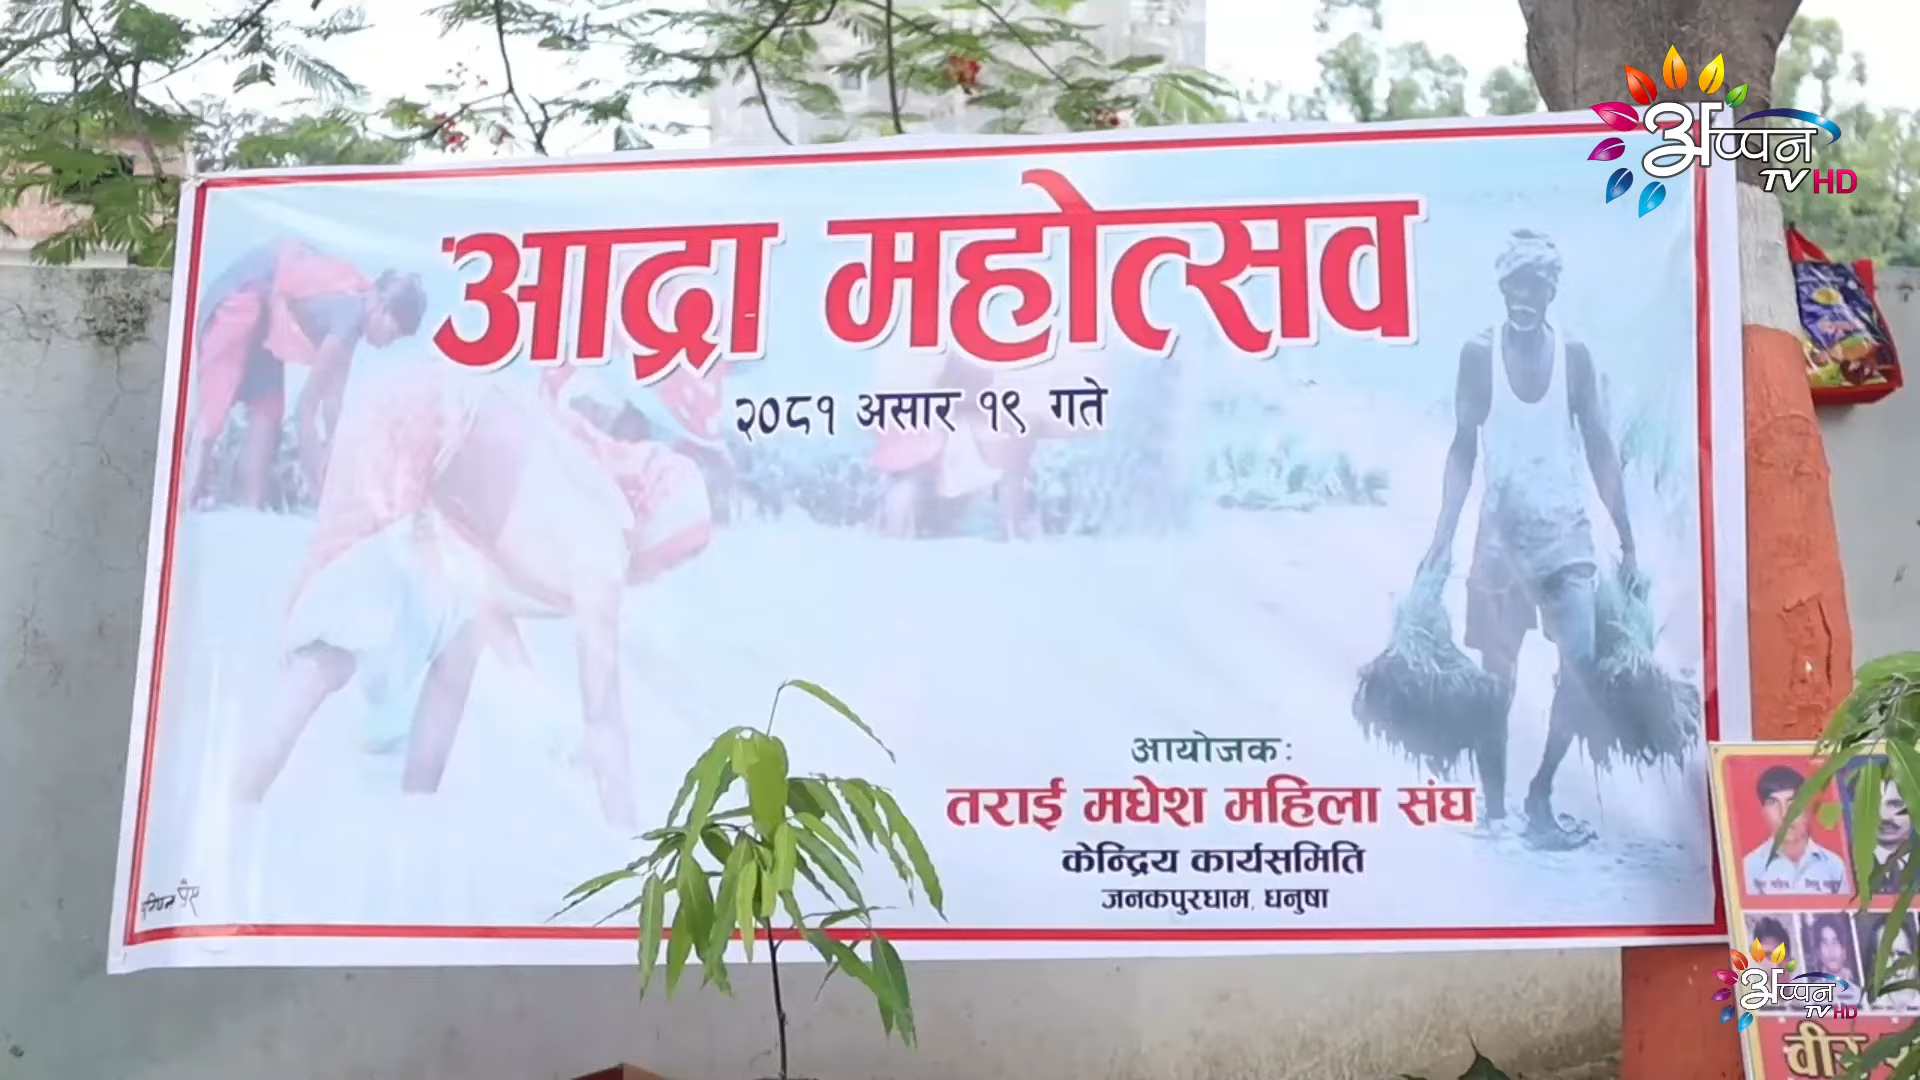 अप्पन
TV HD
आद्रा महोत्सव
२०८१ असार १९ गते
आयोजकः
तराई मधेश महिला संघ
केन्द्रिय कार्यसमिति
जनकपुरधाम, धनुषा
अप्पन
TV HD